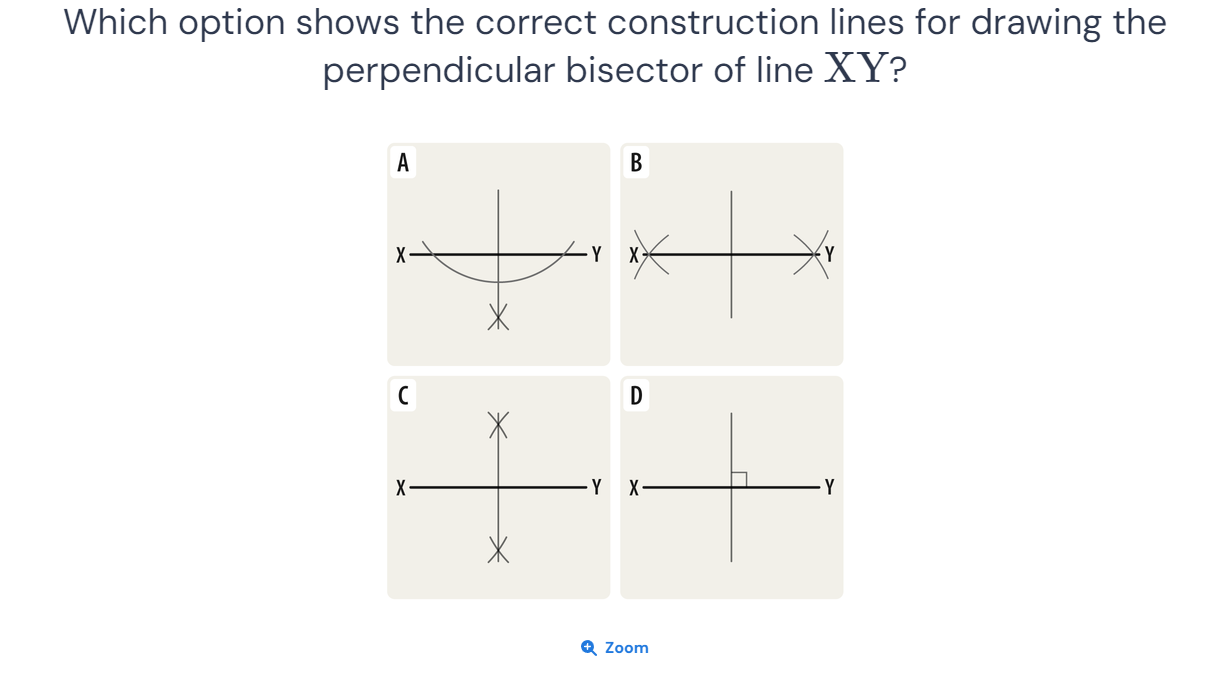 Which option shows the correct construction lines for drawing the
perpendicular bisector of line XY?
A
B
X Y
X Y
C
D
X Y
X Y
Zoom